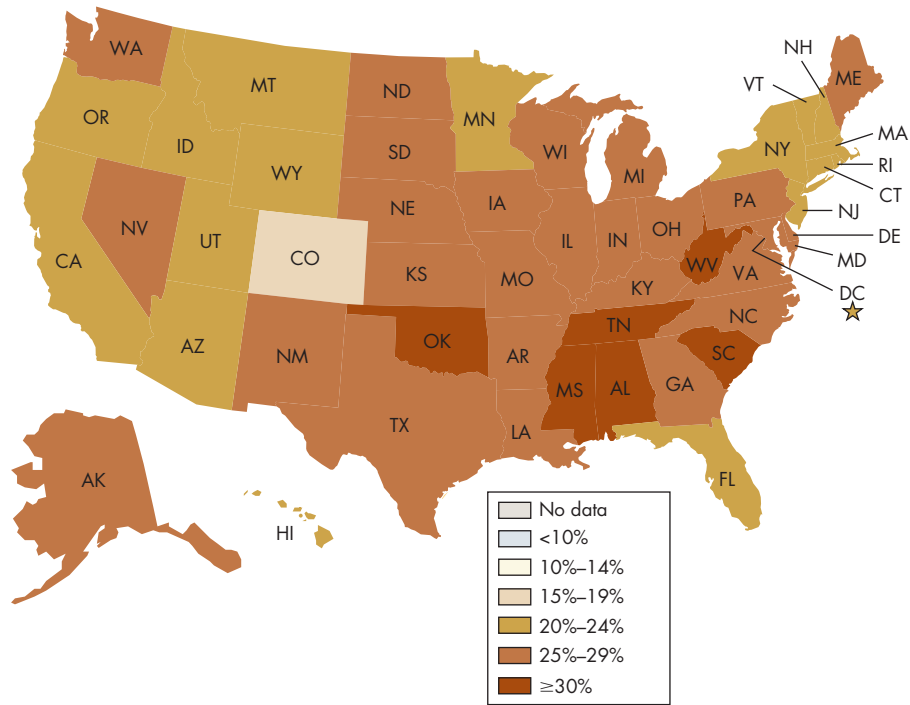 WA
NH
VT
ME
MT
ND
MN
OR
ID
SD
WI
MI
NY
MA
RI
CT
WY
NE
IA
PA
NJ
NV
UT
CO
IL
IN
OH
DE
MD
CA
KS
MO
KY
WV
VA
DC
AZ
NM
OK
AR
TN
NC
SC
MS
AL
GA
TX
LA
FL
AK
HI
No data
<10%
10%–14%
15%–19%
20%–24%
25%–29%
≥30%